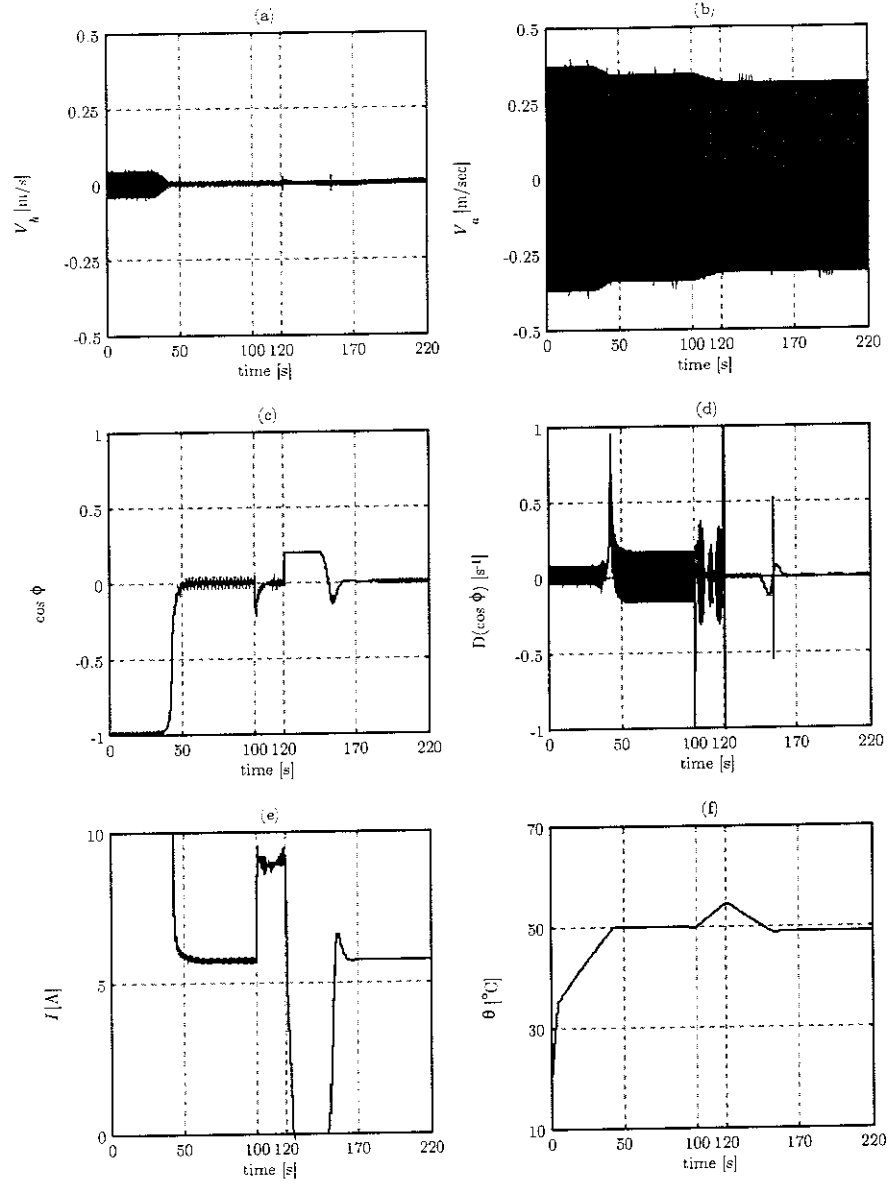 (a)
0.5
0.25
0
-0.25
-0.5
V_h [m/s]
0 50 100 120 170 220
time [s]
(b)
0.5
0.25
0
-0.25
-0.5
V_a [m/sec]
0 50 100 120 170 220
time [s]
(c)
1
0.5
0
-0.5
-1
cos ϕ
0 50 100 120 170 220
time [s]
(d)
1
0.5
0
-0.5
-1
D(cos ϕ) [s⁻¹]
0 50 100 120 170 220
time [s]
(e)
10
5
0
I [A]
0 50 100 120 170 220
time [s]
(f)
70
50
30
10
θ [°C]
0 50 100 120 170 220
time [s]